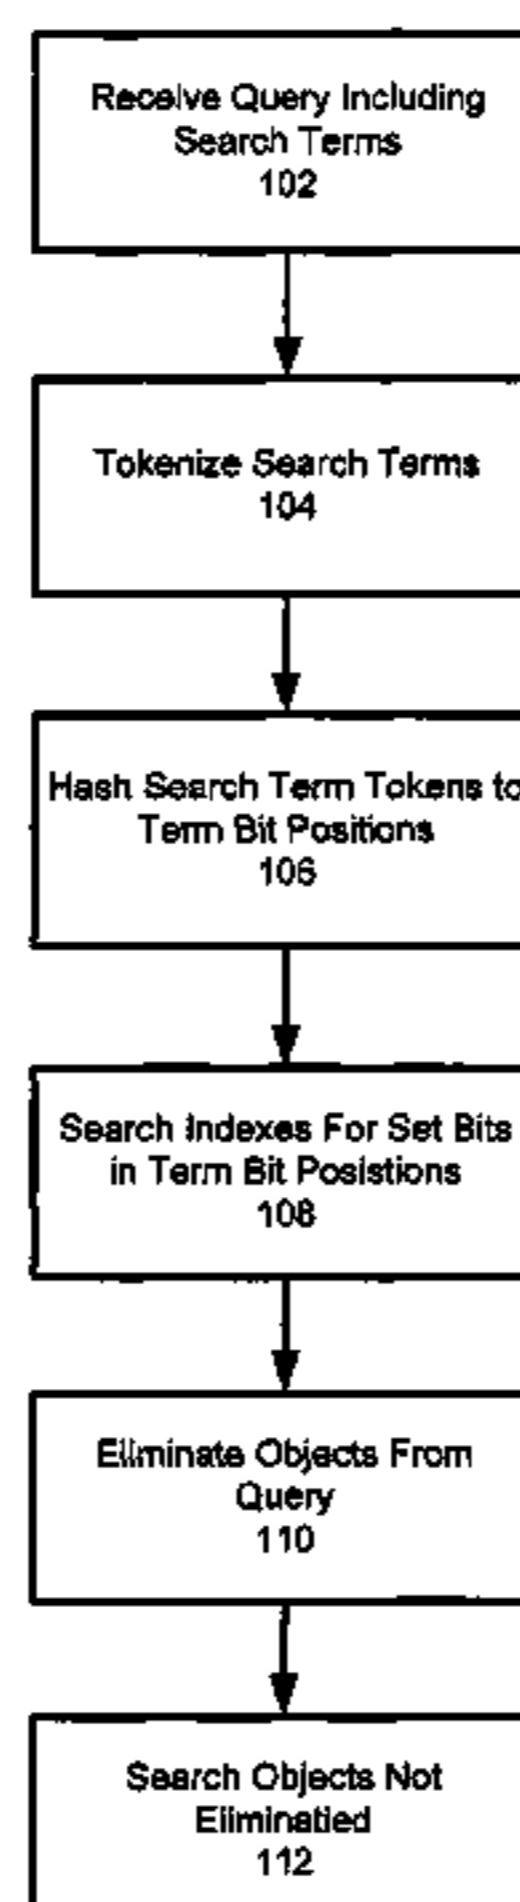 Receive Query Including
Search Terms
102
Tokenize Search Terms
104
Hash Search Term Tokens to
Term Bit Positions
106
Search Indexes For Set Bits
in Term Bit Posistions
108
Eliminate Objects From
Query
110
Search Objects Not
Eliminatied
112